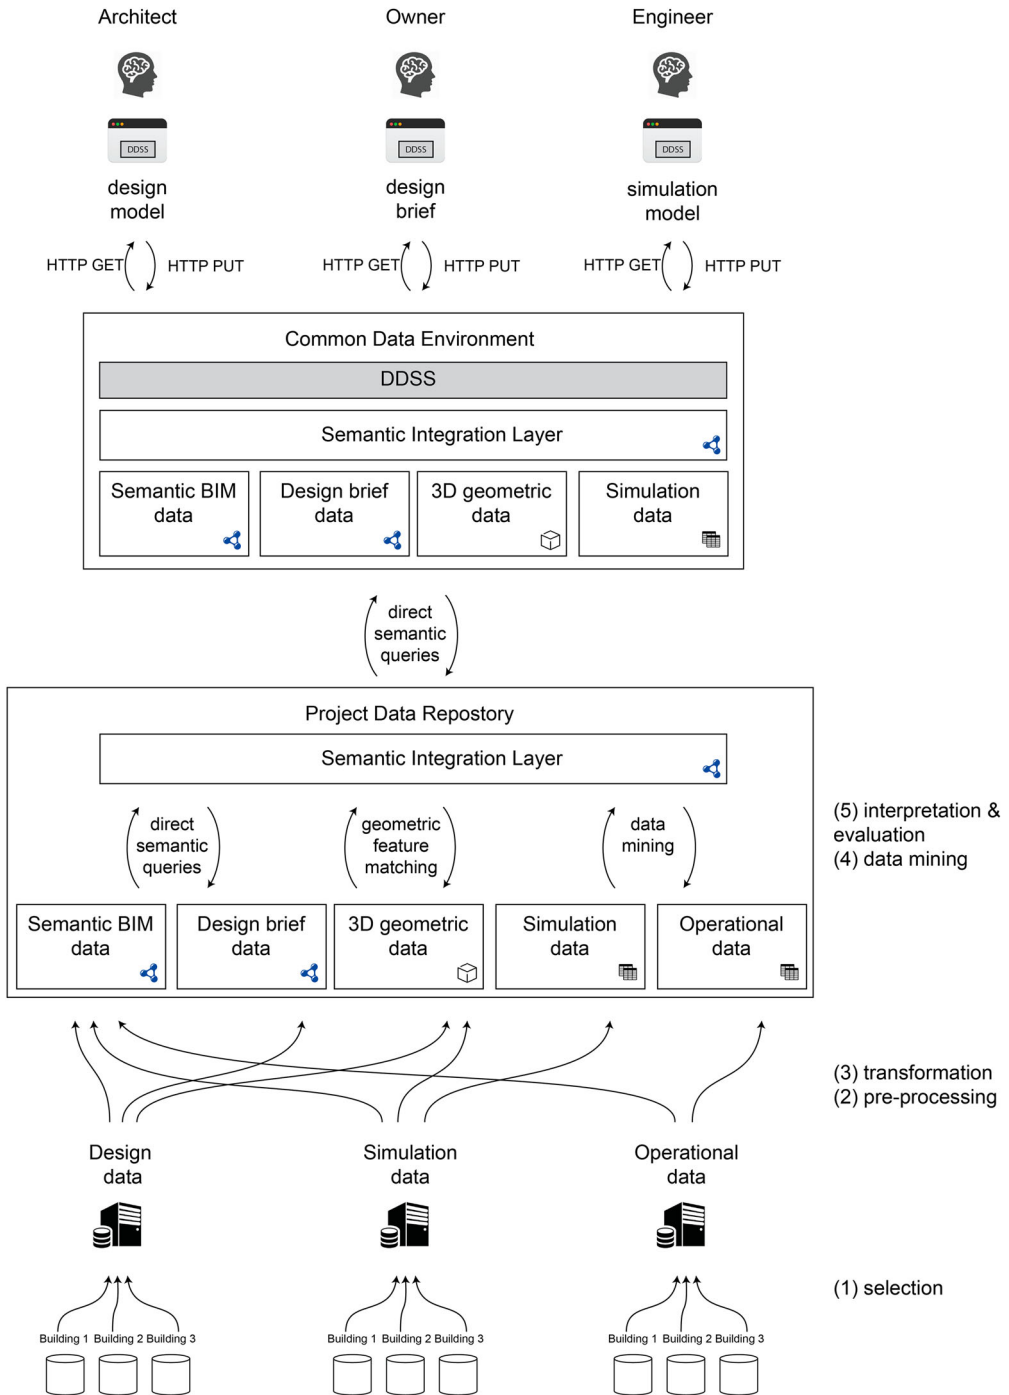 Architect
Owner
Engineer
DDSS
DDSS
DDSS
design
model
design
brief
simulation
model
HTTP GET
HTTP PUT
HTTP GET
HTTP PUT
HTTP GET
HTTP PUT
Common Data Environment
DDSS
Semantic Integration Layer
Semantic BIM
data
Design brief
data
3D geometric
data
Simulation
data
direct
semantic
queries
Project Data Repostory
Semantic Integration Layer
direct
semantic
queries
geometric
feature
matching
data
mining
(5) interpretation &
evaluation
(4) data mining
Semantic BIM
data
Design brief
data
3D geometric
data
Simulation
data
Operational
data
(3) transformation
(2) pre-processing
Design
data
Simulation
data
Operational
data
(1) selection
Building 1
Building 2
Building 3
Building 1
Building 2
Building 3
Building 1
Building 2
Building 3